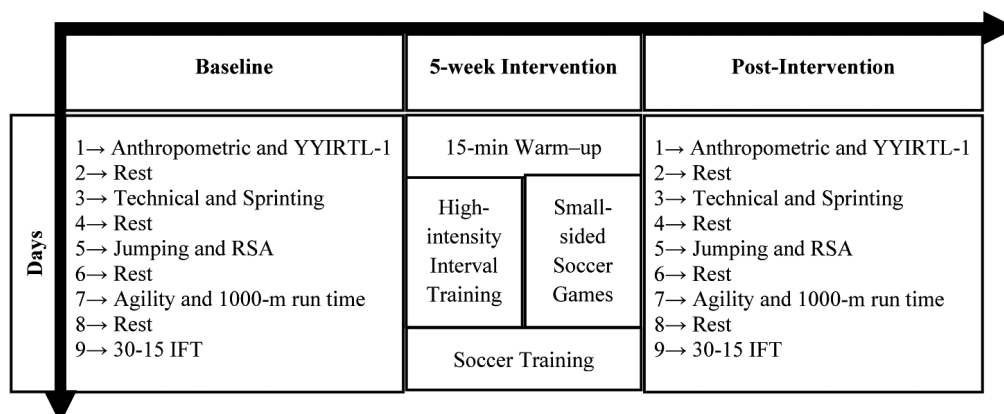 Baseline
5-week Intervention
Post-Intervention
Days
1→ Anthropometric and YYIRTL-1
2→ Rest
3→ Technical and Sprinting
4→ Rest
5→ Jumping and RSA
6→ Rest
7→ Agility and 1000-m run time
8→ Rest
9→ 30-15 IFT
15-min Warm–up
High-
intensity
Interval
Training
Small-
sided
Soccer
Games
Soccer Training
1→ Anthropometric and YYIRTL-1
2→ Rest
3→ Technical and Sprinting
4→ Rest
5→ Jumping and RSA
6→ Rest
7→ Agility and 1000-m run time
8→ Rest
9→ 30-15 IFT